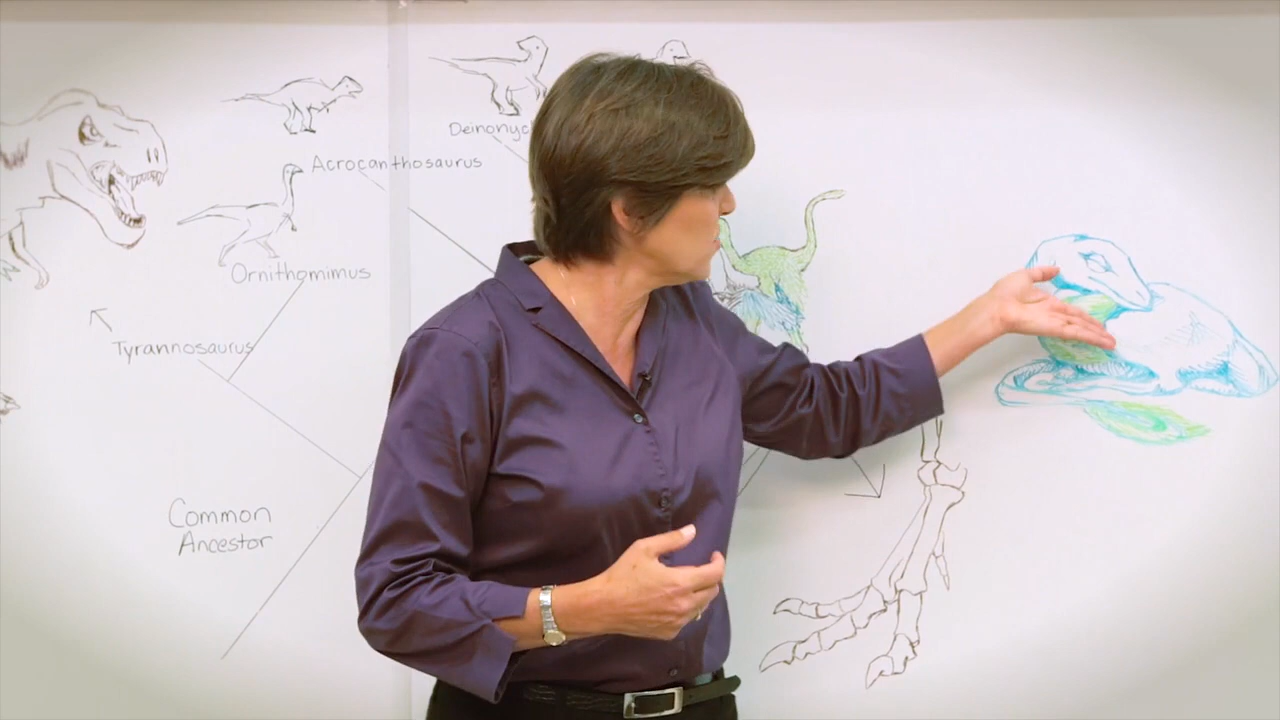 Acrocanthosaurus
Ornithomimus
Tyrannosaurus
Common
Ancestor